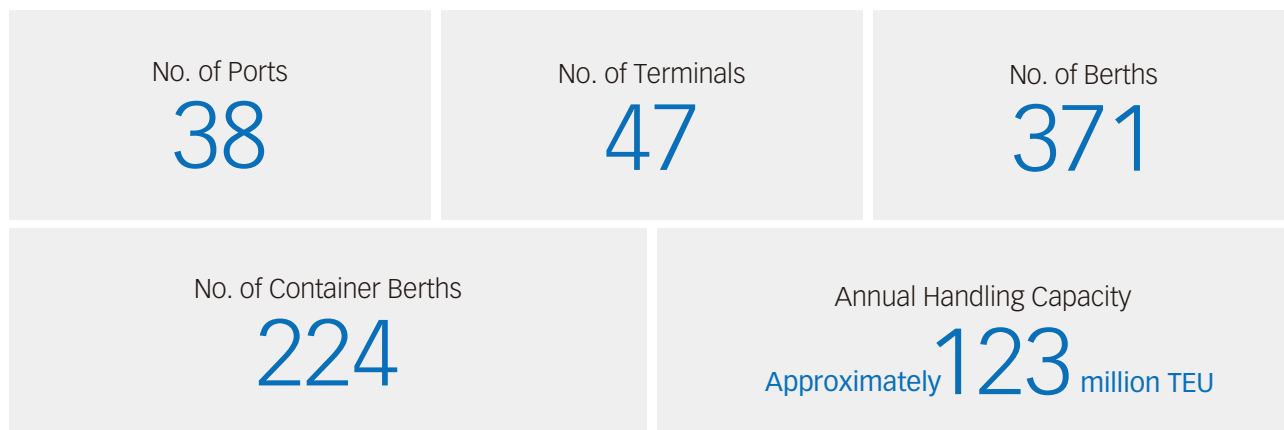 No. of Ports
38
No. of Terminals
47
No. of Berths
371
No. of Container Berths
224
Annual Handling Capacity
Approximately 123 million TEU